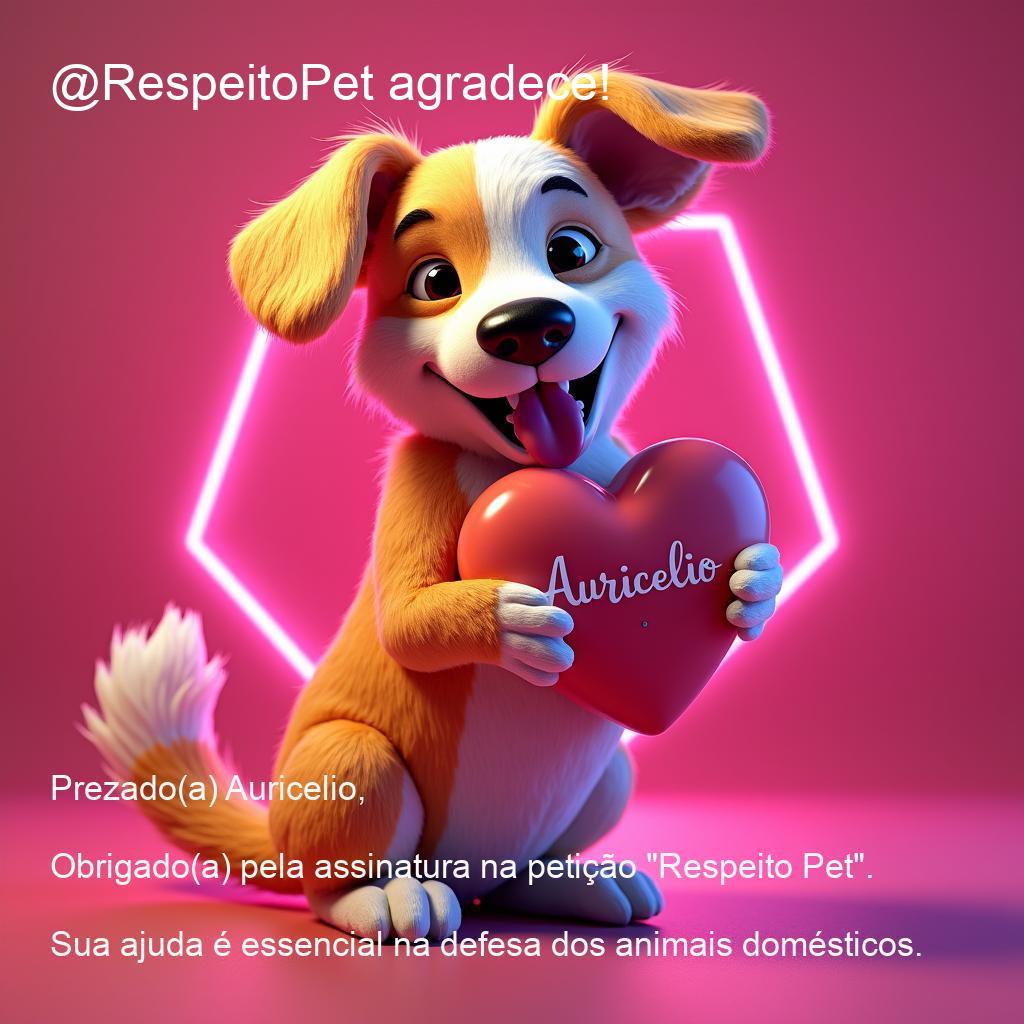 @RespeitoPet agradece!
Auricelio
Prezado(a) Auricelio,
Obrigado(a) pela assinatura na petição "Respeito Pet".
Sua ajuda é essencial na defesa dos animais domésticos.